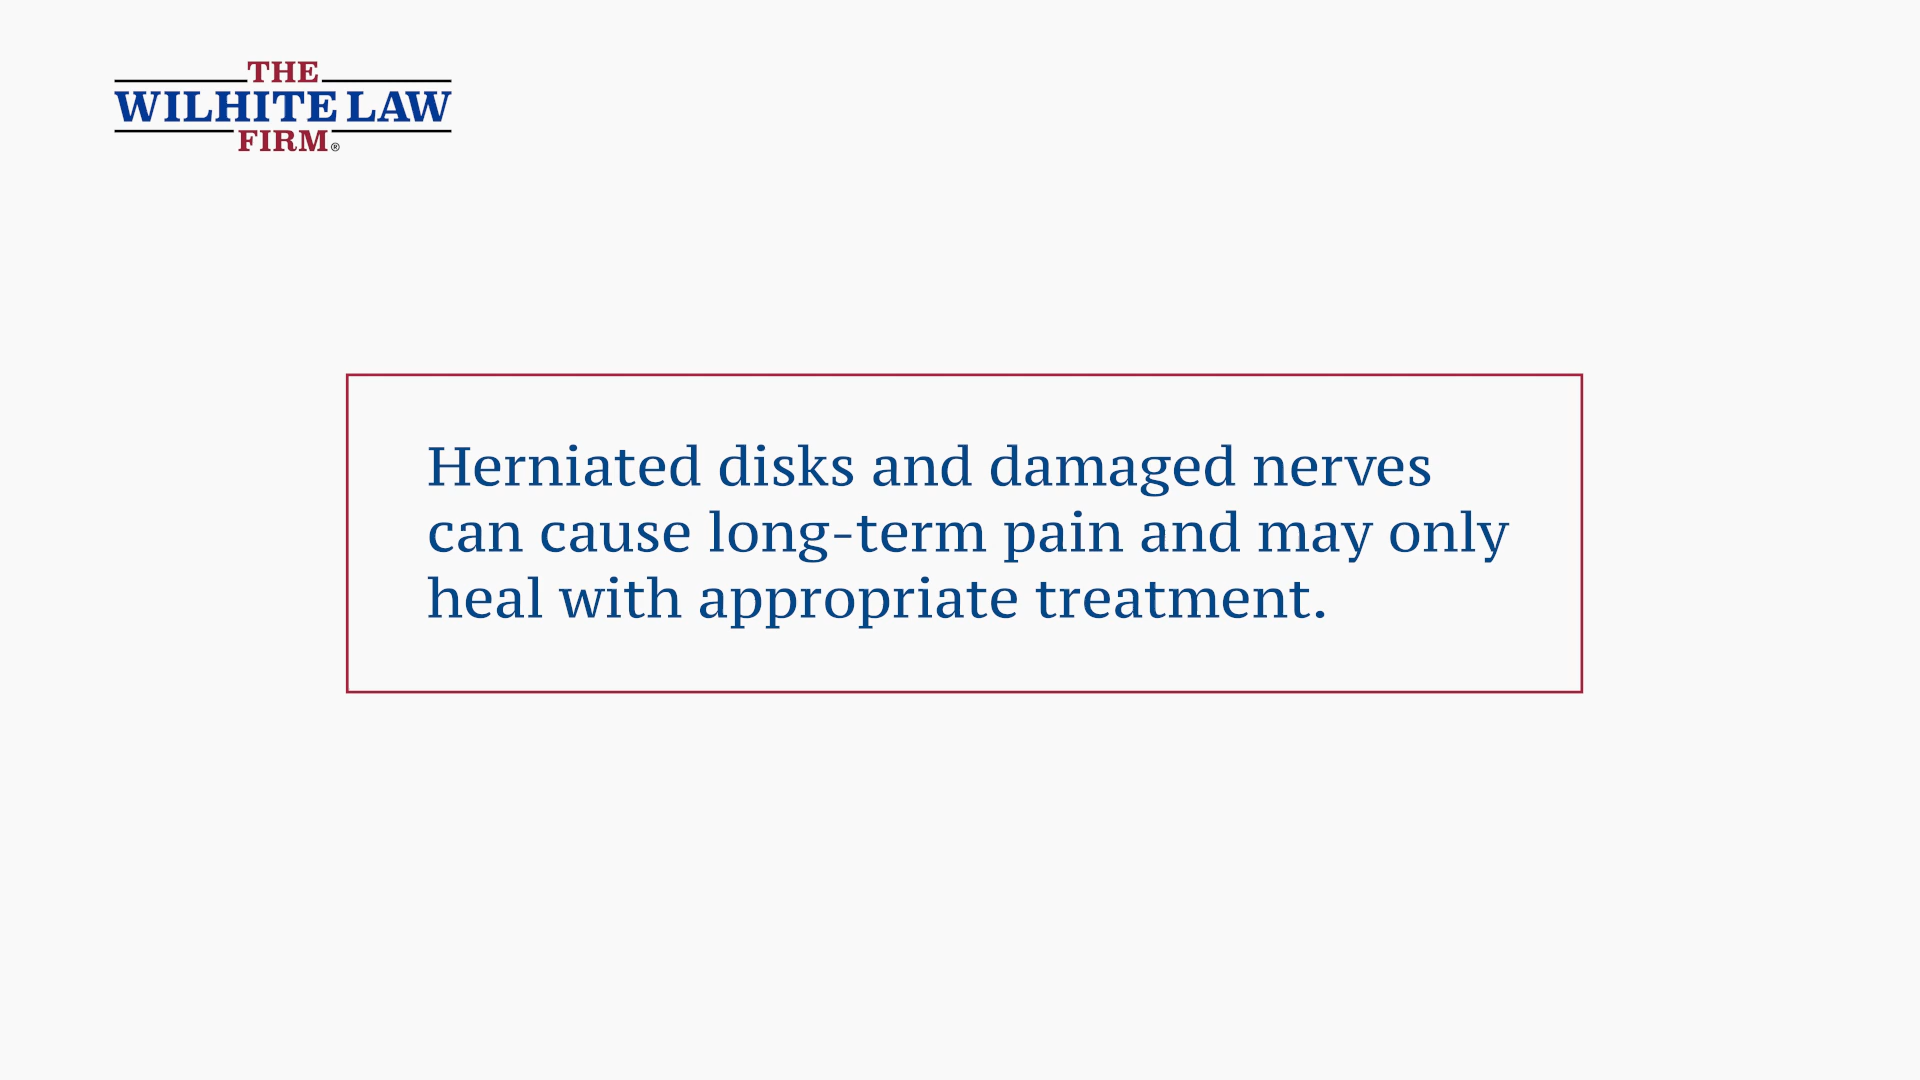 THE
WILHITE LAW
FIRM®
Herniated disks and damaged nerves
can cause long-term pain and may only
heal with appropriate treatment.